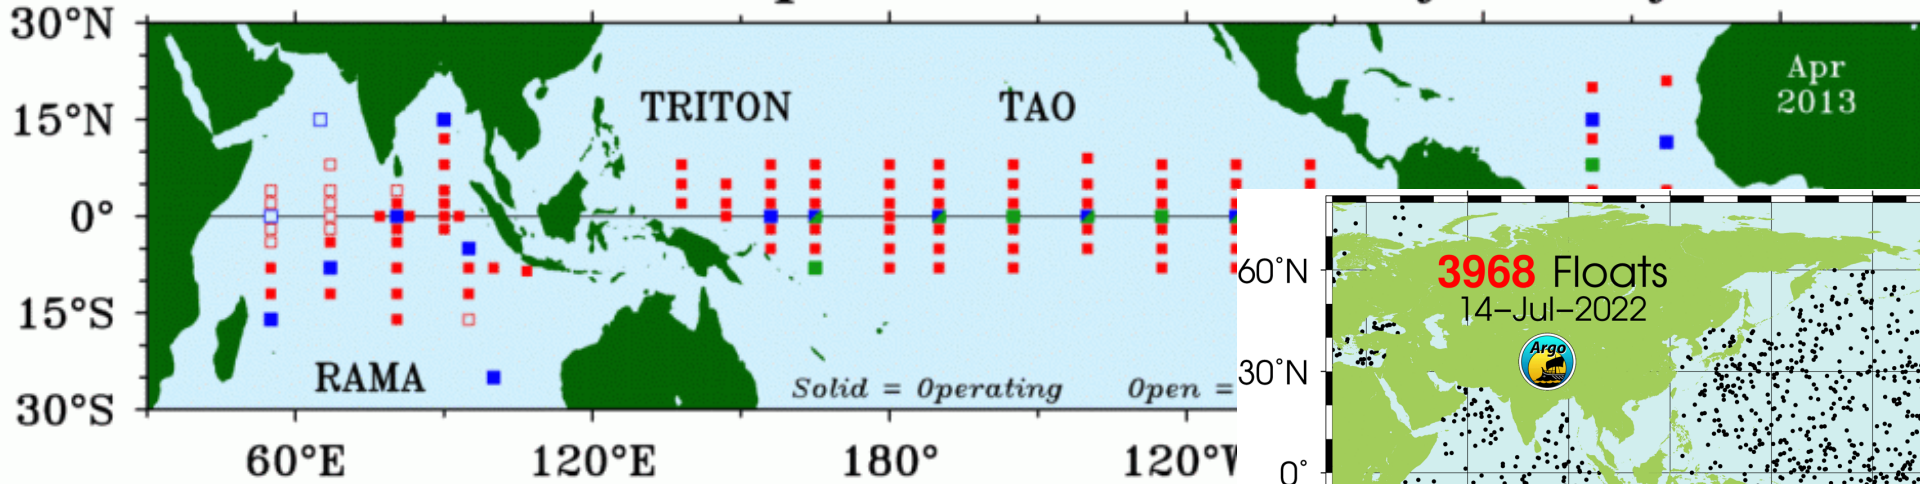 30°N
15°N
0°
15°S
30°S
60°E
120°E
180°
TRITON
TAO
RAMA
Solid = Operating
Open =
Apr
2013
60°N
30°N
0°
3968 Floats
14–Jul–2022
Argo